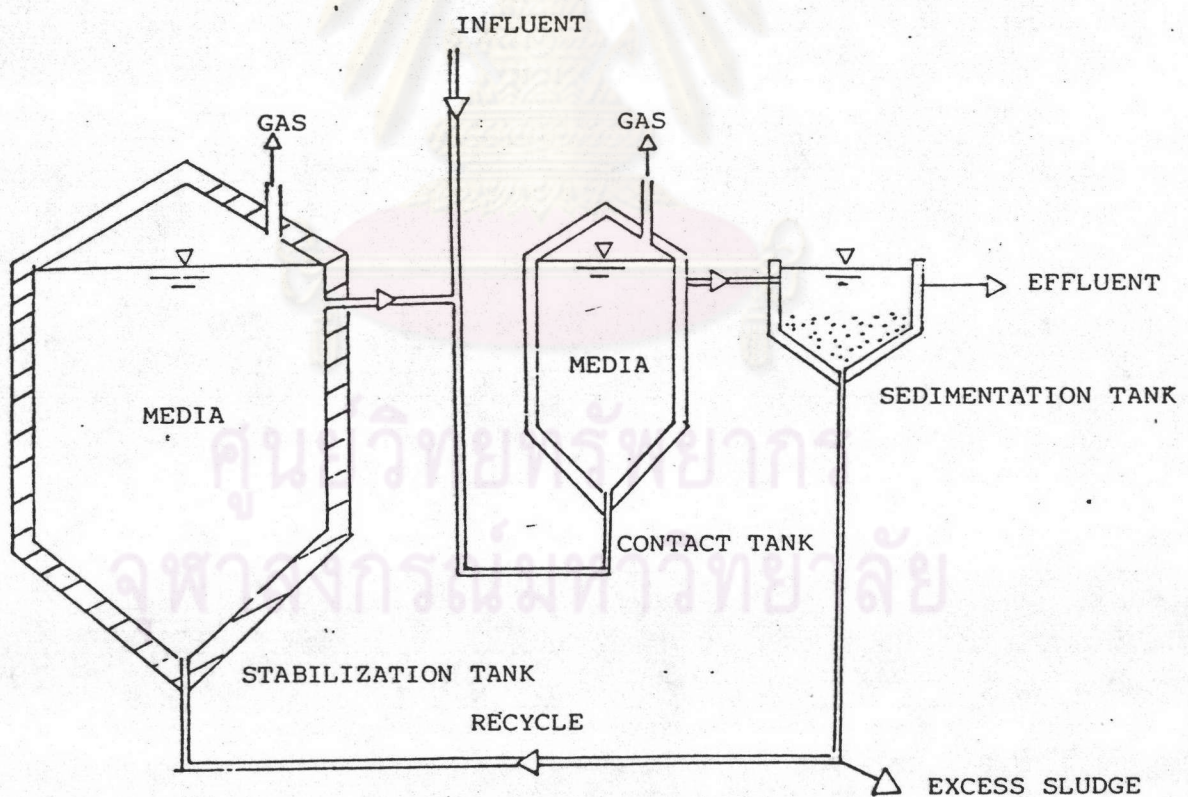 INFLUENT
GAS
GAS
EFFLUENT
MEDIA
SEDIMENTATION TANK
MEDIA
ศูนย์วิทยทรัพยากร
CONTACT TANK
จุฬาลงกรณ์มหาวิทยาลัย
STABILIZATION TANK
RECYCLE
EXCESS SLUDGE